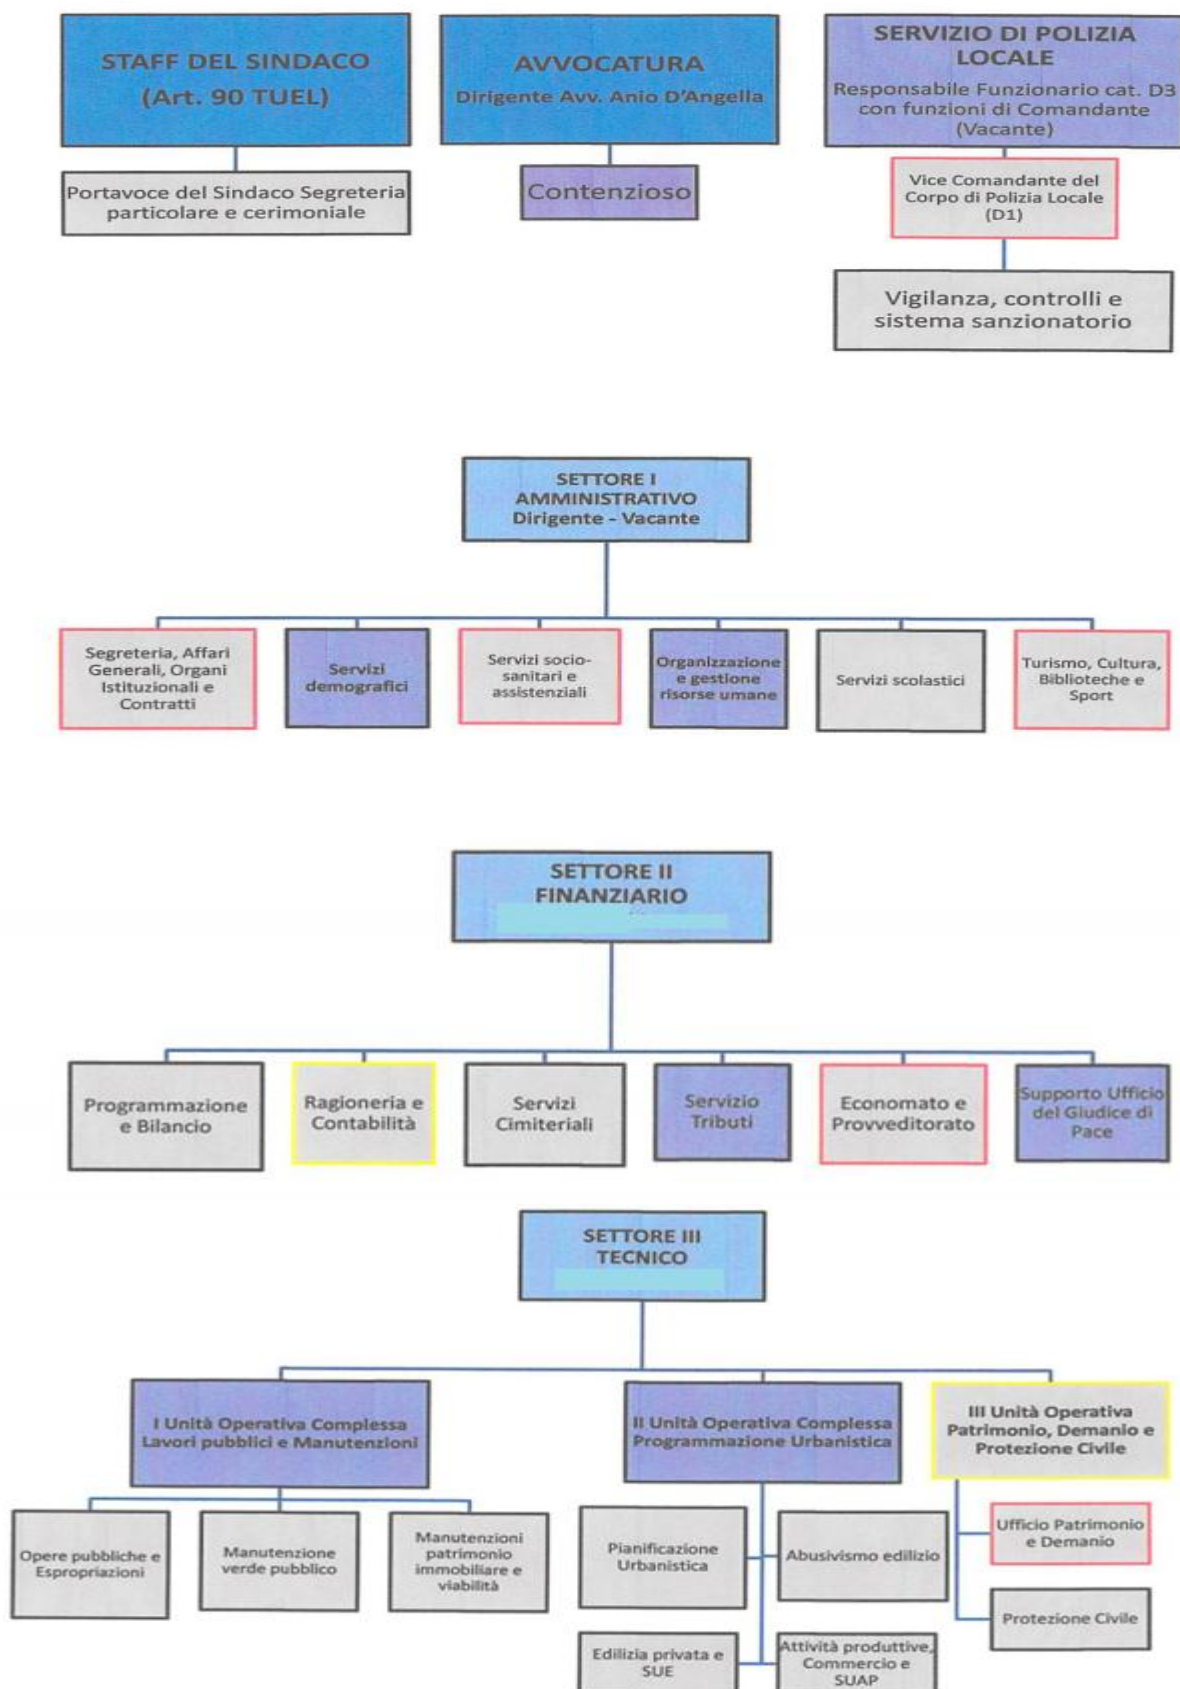 STAFF DEL SINDACO
(Art. 90 TUEL)
Portavoce del Sindaco Segreteria
particolare e cerimoniale
AVVOCATURA
Dirigente Avv. Anio D'Angella
Contenzioso
SERVIZIO DI POLIZIA
LOCALE
Responsabile Funzionario cat. D3
con funzioni di Comandante
(Vacante)
Vice Comandante del
Corpo di Polizia Locale
(D1)
Vigilanza, controlli e
sistema sanzionatorio
SETTORE I
AMMINISTRATIVO
Dirigente - Vacante
Segreteria, Affari
Generali, Organi
Istituzionali e
Contratti
Servizi
demografici
Servizi socio-
sanitari e
assistenziali
Organizzazione
e gestione
risorse umane
Servizi scolastici
Turismo, Cultura,
Biblioteche e
Sport
SETTORE II
FINANZIARIO
Programmazione
e Bilancio
Ragioneria e
Contabilità
Servizi
Cimiteriali
Servizio
Tributi
Economato e
Provveditorato
Supporto Ufficio
del Giudice di
Pace
SETTORE III
TECNICO
I Unità Operativa Complessa
Lavori pubblici e Manutenzioni
II Unità Operativa Complessa
Programmazione Urbanistica
III Unità Operativa
Patrimonio, Demanio e
Protezione Civile
Opere pubbliche e
Espropriazioni
Manutenzione
verde pubblico
Manutenzioni
patrimonio
immobiliare e
viabilità
Pianificazione
Urbanistica
Abusivismo edilizio
Edilizia privata e
SUE
Attività produttive,
Commercio e
SUAP
Ufficio Patrimonio
e Demanio
Protezione Civile